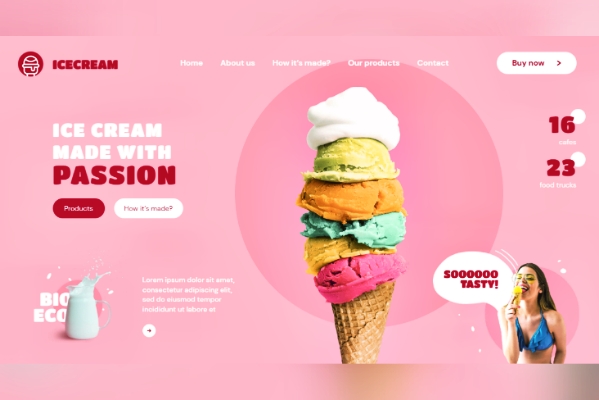 ICECREAM
Home
About us
How it's made?
Our products
Contact
Buy now
ICE CREAM
MADE WITH
PASSION
Products
How it's made?
16
cafes
23
food trucks
BIO
ECO
Lorem ipsum dolor sit amet,
consectetur adipiscing elit,
sed do eiusmod tempor
incididunt ut labore et
SOOOOOO
TASTY!